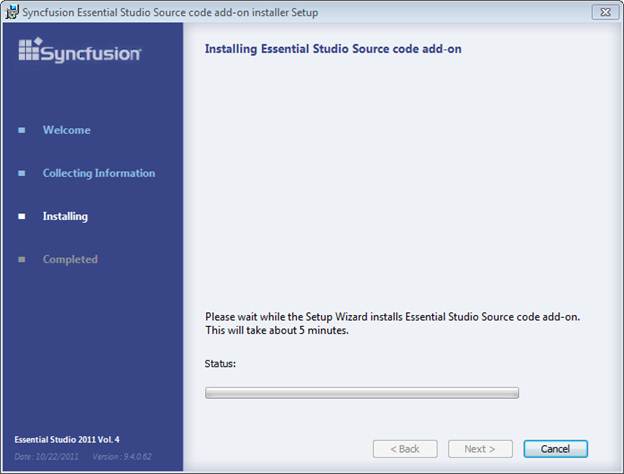 Syncfusion Essential Studio Source code add-on installer Setup
Syncfusion
Installing Essential Studio Source code add-on
Welcome
Collecting Information
Installing
Completed
Please wait while the Setup Wizard installs Essential Studio Source code add-on.
This will take about 5 minutes.
Status:
Essential Studio 2011 Vol. 4
Date: 10/22/2011 Version: 9.4.0.62
< Back Next > Cancel